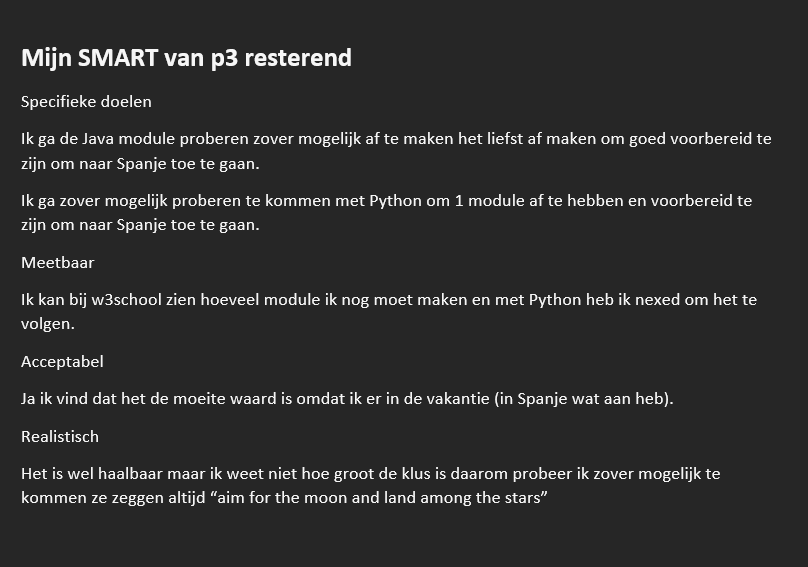 Mijn SMART van p3 resterend
Specifieke doelen
Ik ga de Java module proberen zover mogelijk af te maken het liefst af maken om goed voorbereid te
zijn om naar Spanje toe te gaan.
Ik ga zover mogelijk proberen te kommen met Python om 1 module af te hebben en voorbereid te
zijn om naar Spanje toe te gaan.
Meetbaar
Ik kan bij w3school zien hoeveel module ik nog moet maken en met Python heb ik nexed om het te
volgen.
Acceptabel
Ja ik vind dat het de moeite waard is omdat ik er in de vakantie (in Spanje wat aan heb).
Realistisch
Het is wel haalbaar maar ik weet niet hoe groot de klus is daarom probeer ik zover mogelijk te
kommen ze zeggen altijd “aim for the moon and land among the stars”